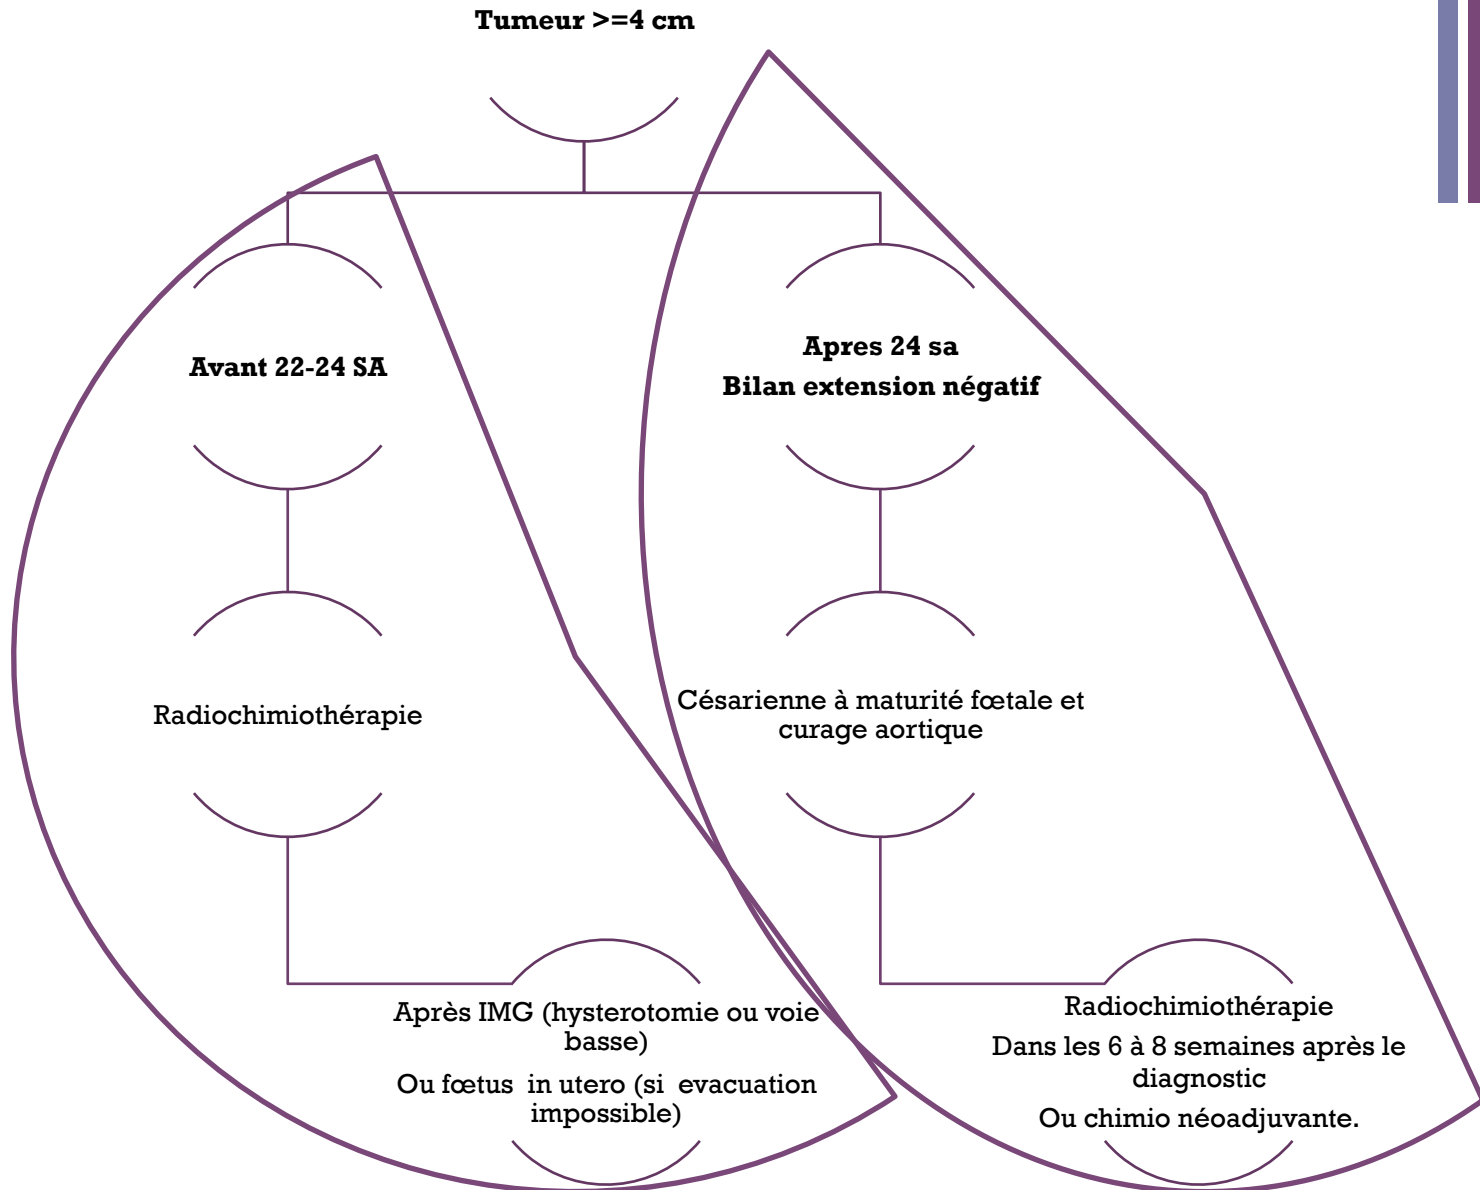 Tumeur >=4 cm
Avant 22-24 SA
Apres 24 sa
Bilan extension négatif
Radiochimiothérapie
Césarienne à maturité fœtale et
curage aortique
Après IMG (hysterotomie ou voie
basse)
Ou fœtus in utero (si evacuation
impossible)
Radiochimiothérapie
Dans les 6 à 8 semaines après le
diagnostic
Ou chimio néoadjuvante.